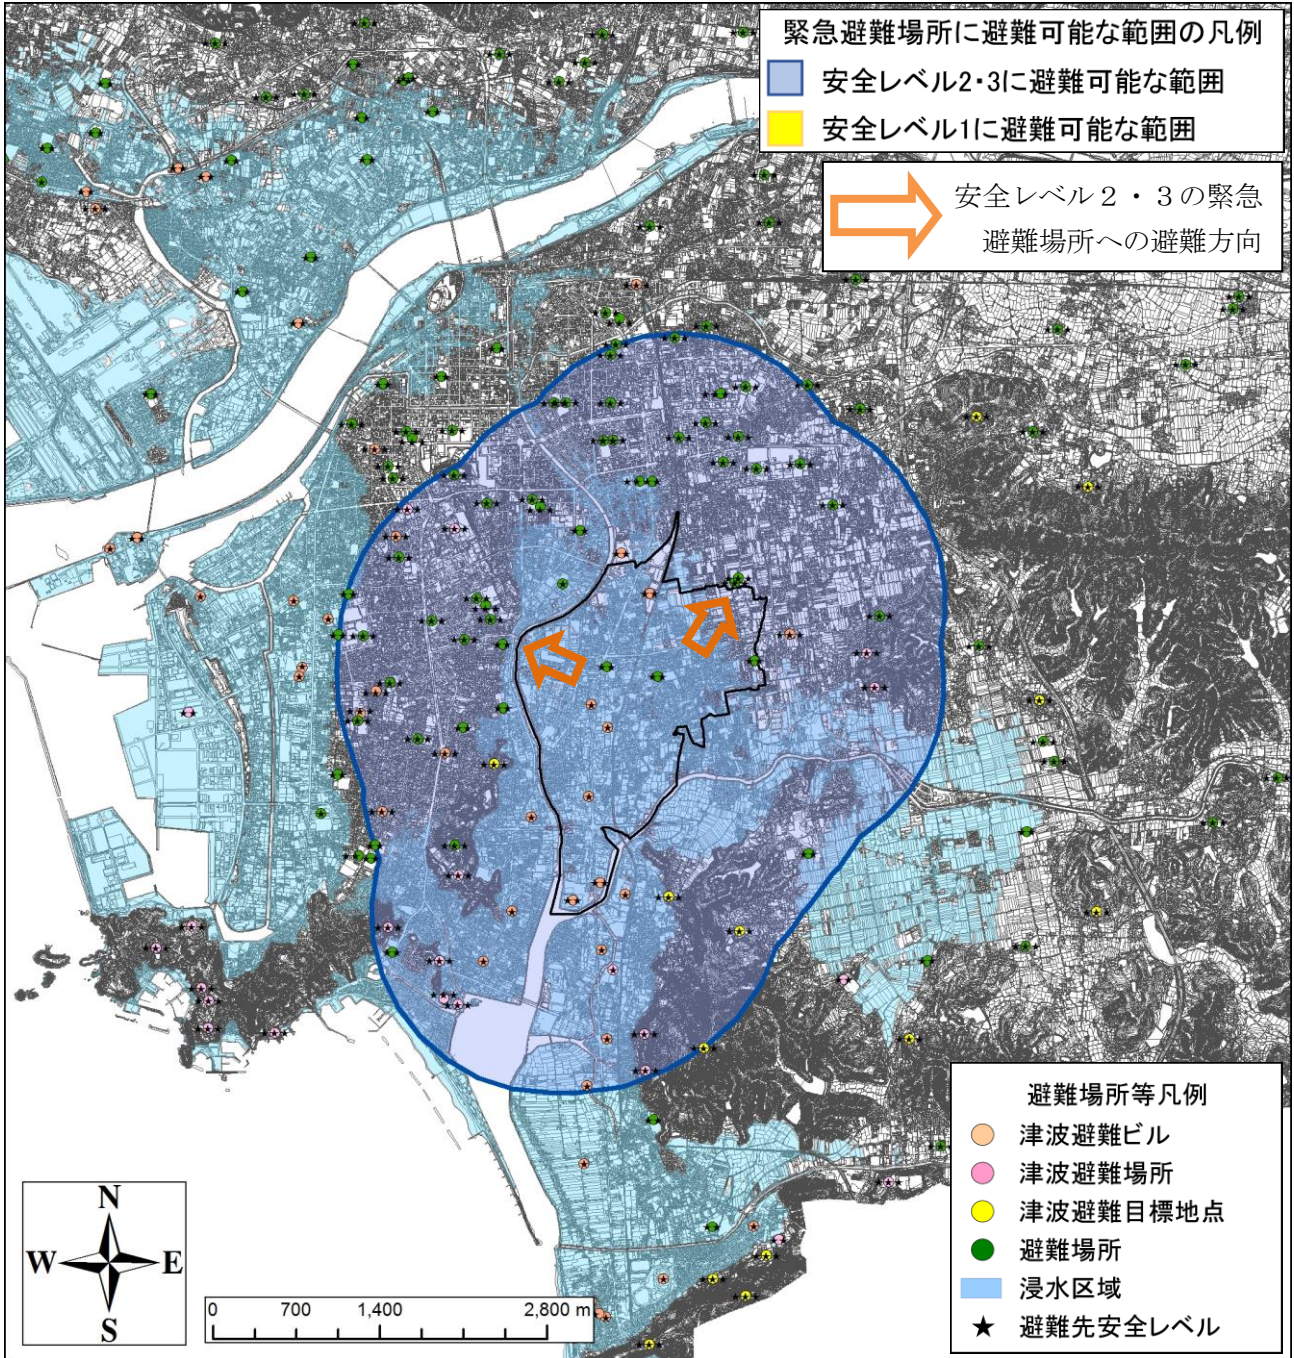 緊急避難場所に避難可能な範囲の凡例
安全レベル2・3に避難可能な範囲
安全レベル1に避難可能な範囲
安全レベル２・３の緊急
避難場所への避難方向
避難場所等凡例
津波避難ビル
津波避難場所
津波避難目標地点
避難場所
浸水区域
避難先安全レベル
N
W E
S
0 700 1,400 2,800 m